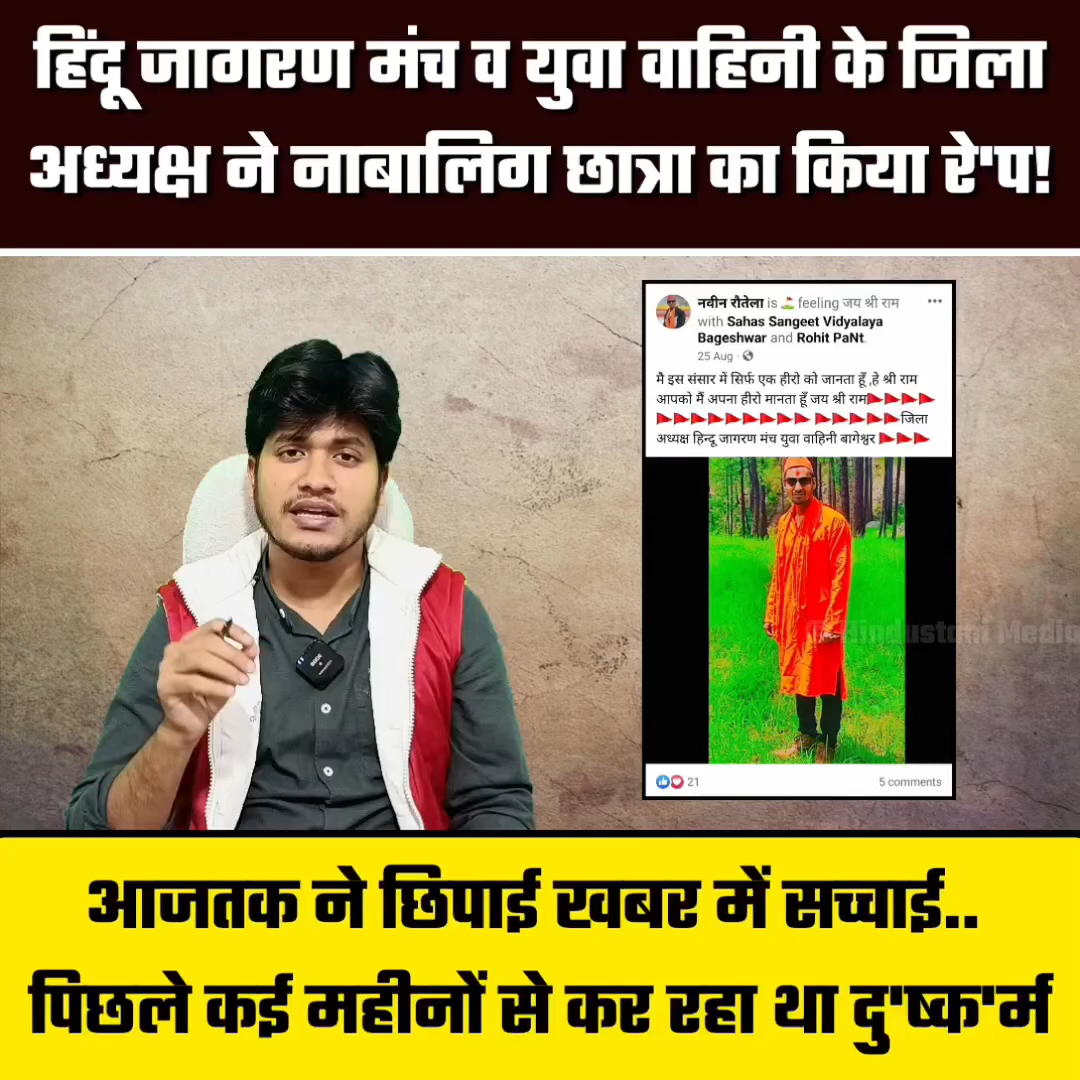 हिंदू जागरण मंच व युवा वाहिनी के जिला
अध्यक्ष ने नाबालिग छात्रा का किया रे'प!
नवीन रौतेला is feeling जय श्री राम
with Sahas Sangeet Vidyalaya
Bageshwar and Rohit PaNt.
25 Aug
मै इस संसार में सिर्फ एक हीरो को जानता हूँ ,हे श्री राम
आपको मैं अपना हीरो मानता हूँ जय श्री राम🚩🚩🚩🚩
🚩🚩🚩🚩🚩🚩🚩🚩🚩 🚩🚩🚩🚩🚩जिला
अध्यक्ष हिन्दू जागरण मंच युवा वाहिनी बागेश्वर 🚩🚩🚩
Hindustani Media
21
5 comments
आजतक ने छिपाई खबर में सच्चाई..
पिछले कई महीनों से कर रहा था दु'ष्क'र्म